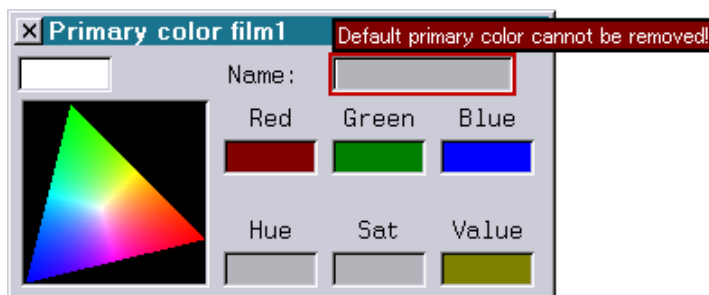 Primary color film1
Default primary color cannot be removed!
Name:
Red Green Blue
Hue Sat Value